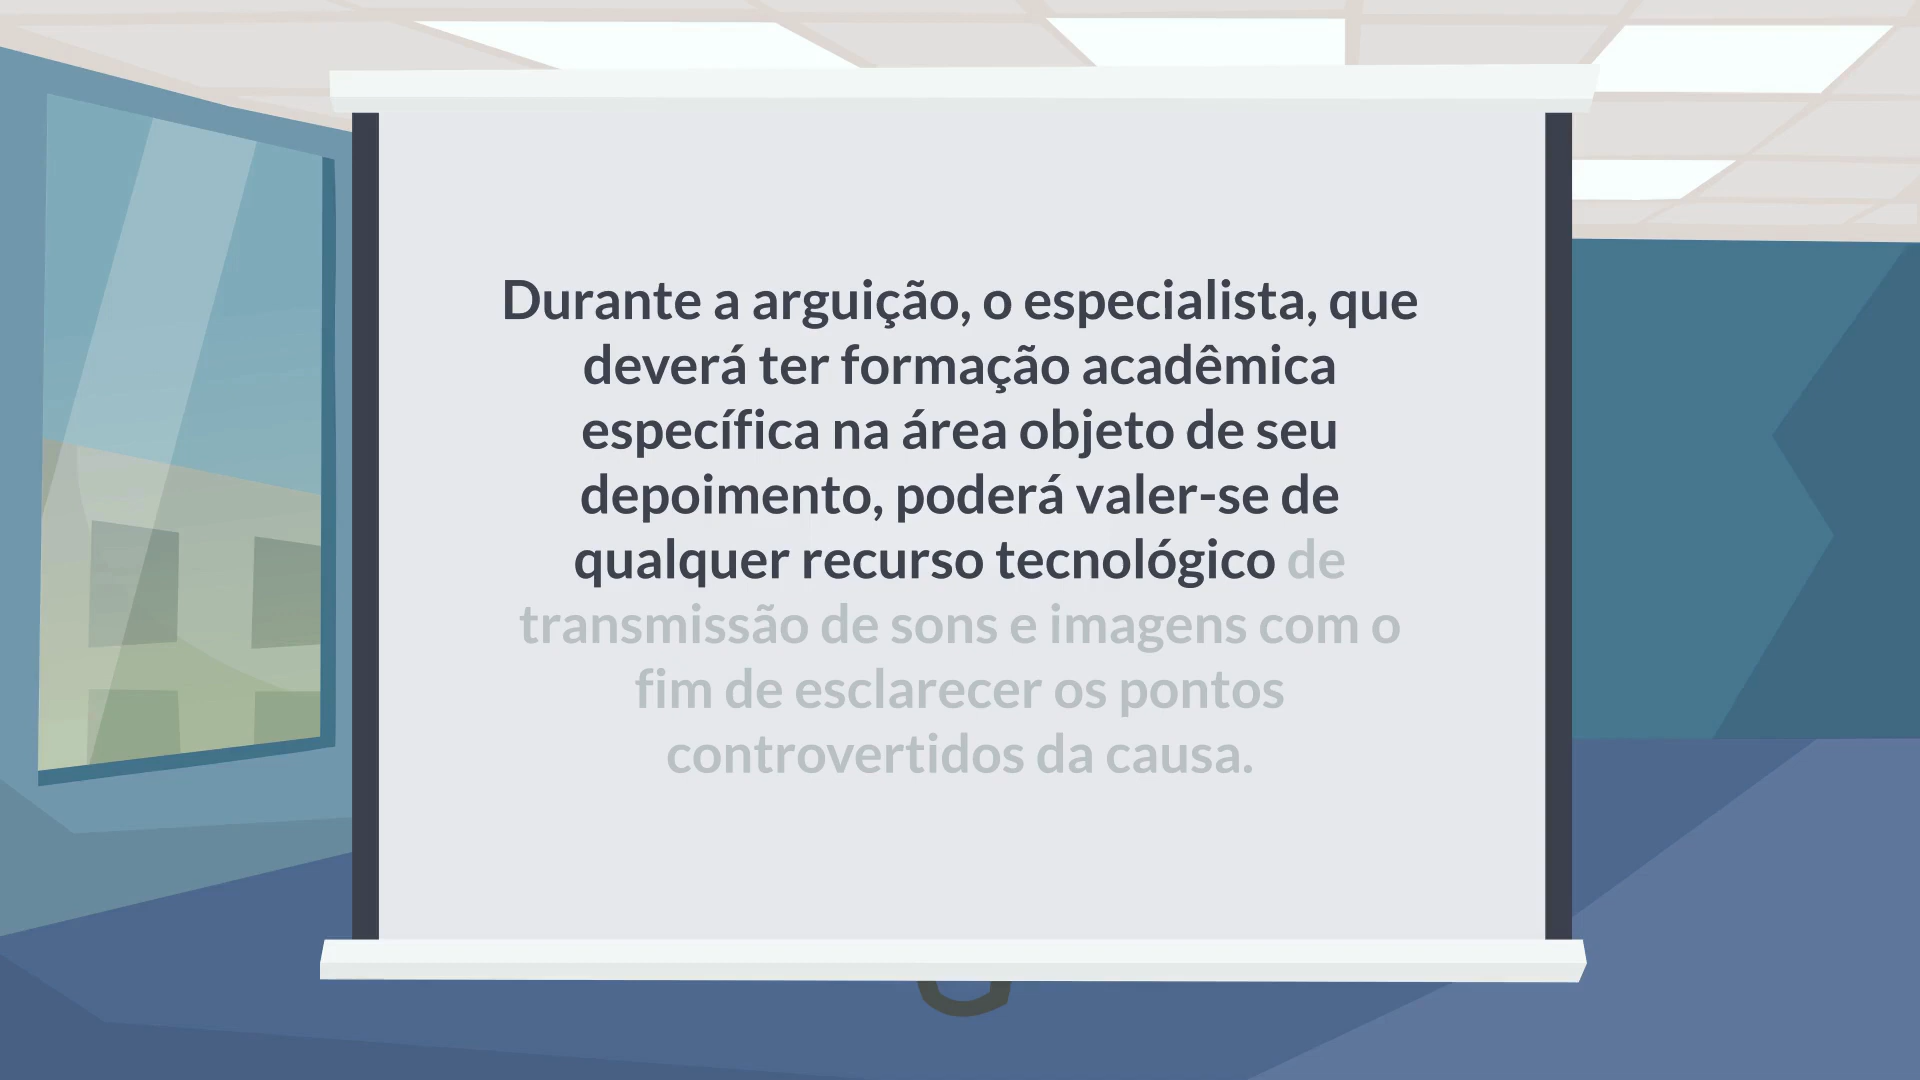 Durante a arguição, o especialista, que
deverá ter formação acadêmica
específica na área objeto de seu
depoimento, poderá valer-se de
qualquer recurso tecnológico de
transmissão de sons e imagens com o
fim de esclarecer os pontos
controvertidos da causa.